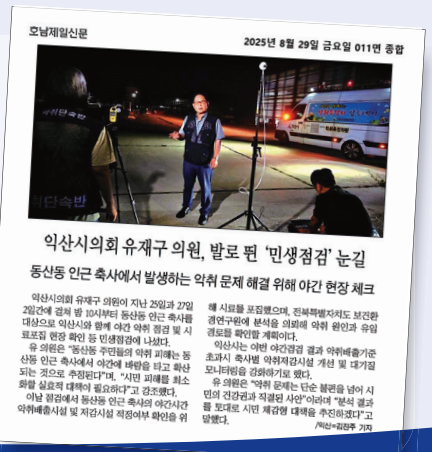 호남제일신문
2025년 8월 29일 금요일 011면 종합
익산시의회 유재구 의원, 발로 뛴 ‘민생점검’ 눈길
동산동 인근 축사에서 발생하는 악취 문제 해결 위해 야간 현장 체크
익산시의회 유재구 의원이 지난 25일과 27일
2일간에 걸쳐 밤 10시부터 동산동 인근 축사를
대상으로 익산시와 함께 야간 악취 점검 및 시
료포집 현장 확인 등 민생점검에 나섰다.
유 의원은 “동산동 주민들의 악취 피해는 동
산동 인근 축사에서 야간에 바람을 타고 확산
되는 것으로 추정된다”며, “시민 피해를 최소
화할 실효적 대책이 필요하다”고 강조했다.
이날 점검에서 동산동 인근 축사의 야간시간
악취배출시설 및 저감시설 적정여부 확인을 위
해 시료를 포집했으며, 전북특별자치도 보건환
경연구원에 분석을 의뢰해 악취 원인과 유입
경로를 확인할 계획이다.
익산시는 이번 야간점검 결과 악취배출기준
초과시 축사별 악취저감시설 개선 및 대기질
모니터링을 강화하기로 했다.
유 의원은 “악취 문제는 단순 불편을 넘어 시
민의 건강권과 직결된 사안”이라며 “분석 결과
를 토대로 시민 체감형 대책을 추진하겠다”고
말했다.
/익산=김진주 기자